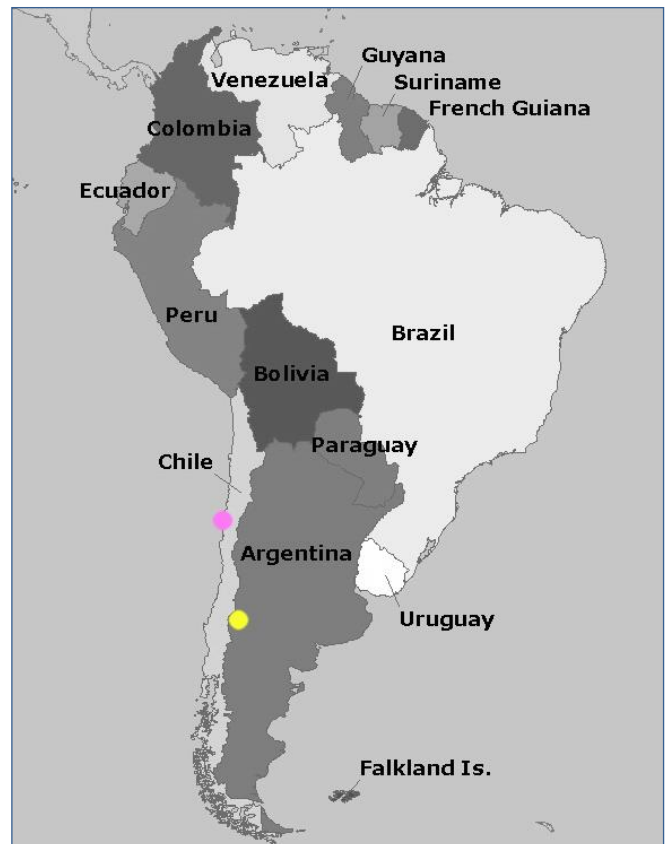 Guyana
Venezuela
Suriname
French Guiana
Colombia
Ecuador
Peru
Brazil
Bolivia
Paraguay
Chile
Argentina
Uruguay
Falkland Is.